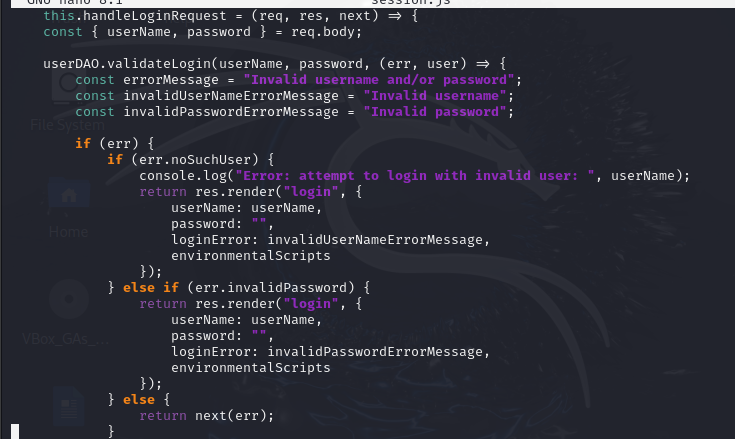 GNU nano 8.1 session.js
this.handleLoginRequest = (req, res, next) => {
const { userName, password } = req.body;
userDAO.validateLogin(userName, password, (err, user) => {
const errorMessage = "Invalid username and/or password";
const invalidUserNameErrorMessage = "Invalid username";
const invalidPasswordErrorMessage = "Invalid password";
File System
if (err) {
if (err.noSuchUser) {
console.log("Error: attempt to login with invalid user: ", userName);
return res.render("login", {
userName: userName,
password: "",
Home
loginError: invalidUserNameErrorMessage,
environmentalScripts
});
} else if (err.invalidPassword) {
return res.render("login", {
userName: userName,
password: "",
VBox_GAs_...
loginError: invalidPasswordErrorMessage,
environmentalScripts
});
} else {
return next(err);
}